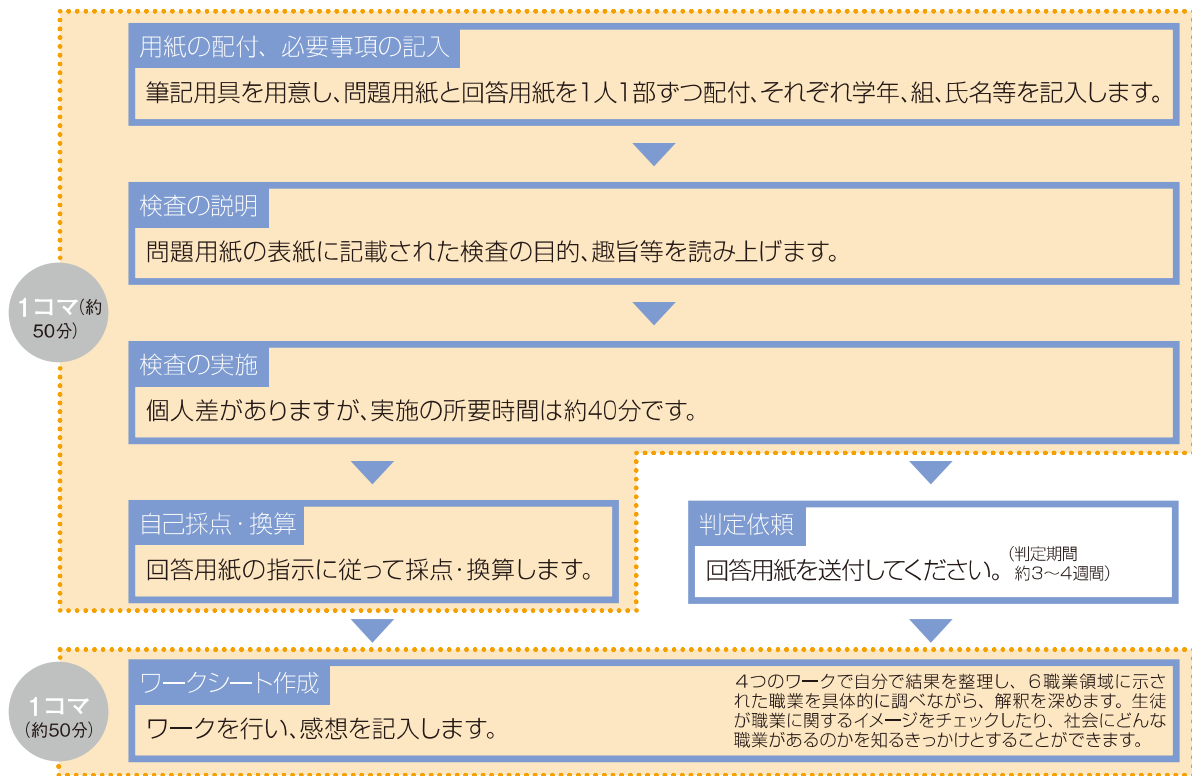 用紙の配付、必要事項の記入
筆記用具を用意し、問題用紙と回答用紙を1人1部ずつ配付、それぞれ学年、組、氏名等を記入します。
検査の説明
問題用紙の表紙に記載された検査の目的、趣旨等を読み上げます。
1コマ(約
50分)
検査の実施
個人差がありますが、実施の所要時間は約40分です。
自己採点・換算
回答用紙の指示に従って採点・換算します。
判定依頼
回答用紙を送付してください。
(判定期間
約3〜4週間)
1コマ
(約50分)
ワークシート作成
ワークを行い、感想を記入します。
4つのワークで自分で結果を整理し、6職業領域に示さ
れた職業を具体的に調べながら、解釈を深めます。生徒
が職業に関するイメージをチェックしたり、社会にどんな
職業があるのかを知るきっかけとすることができます。